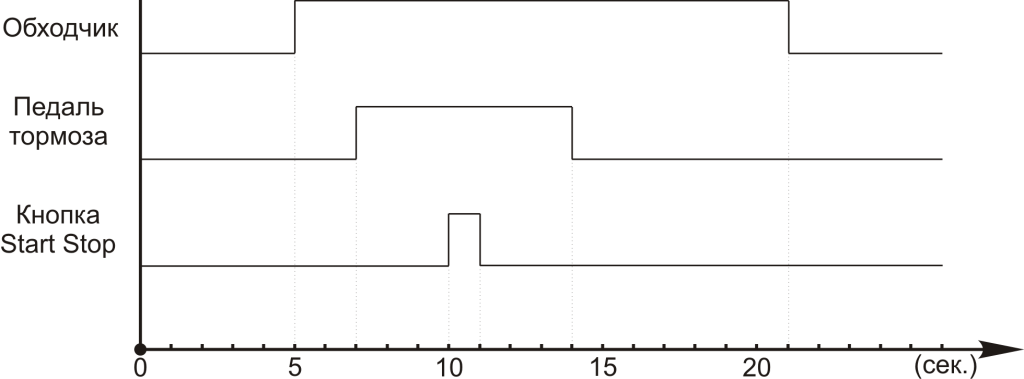 Обходчик
Педаль
тормоза
Кнопка
Start Stop
0 5 10 15 20 (сек.)